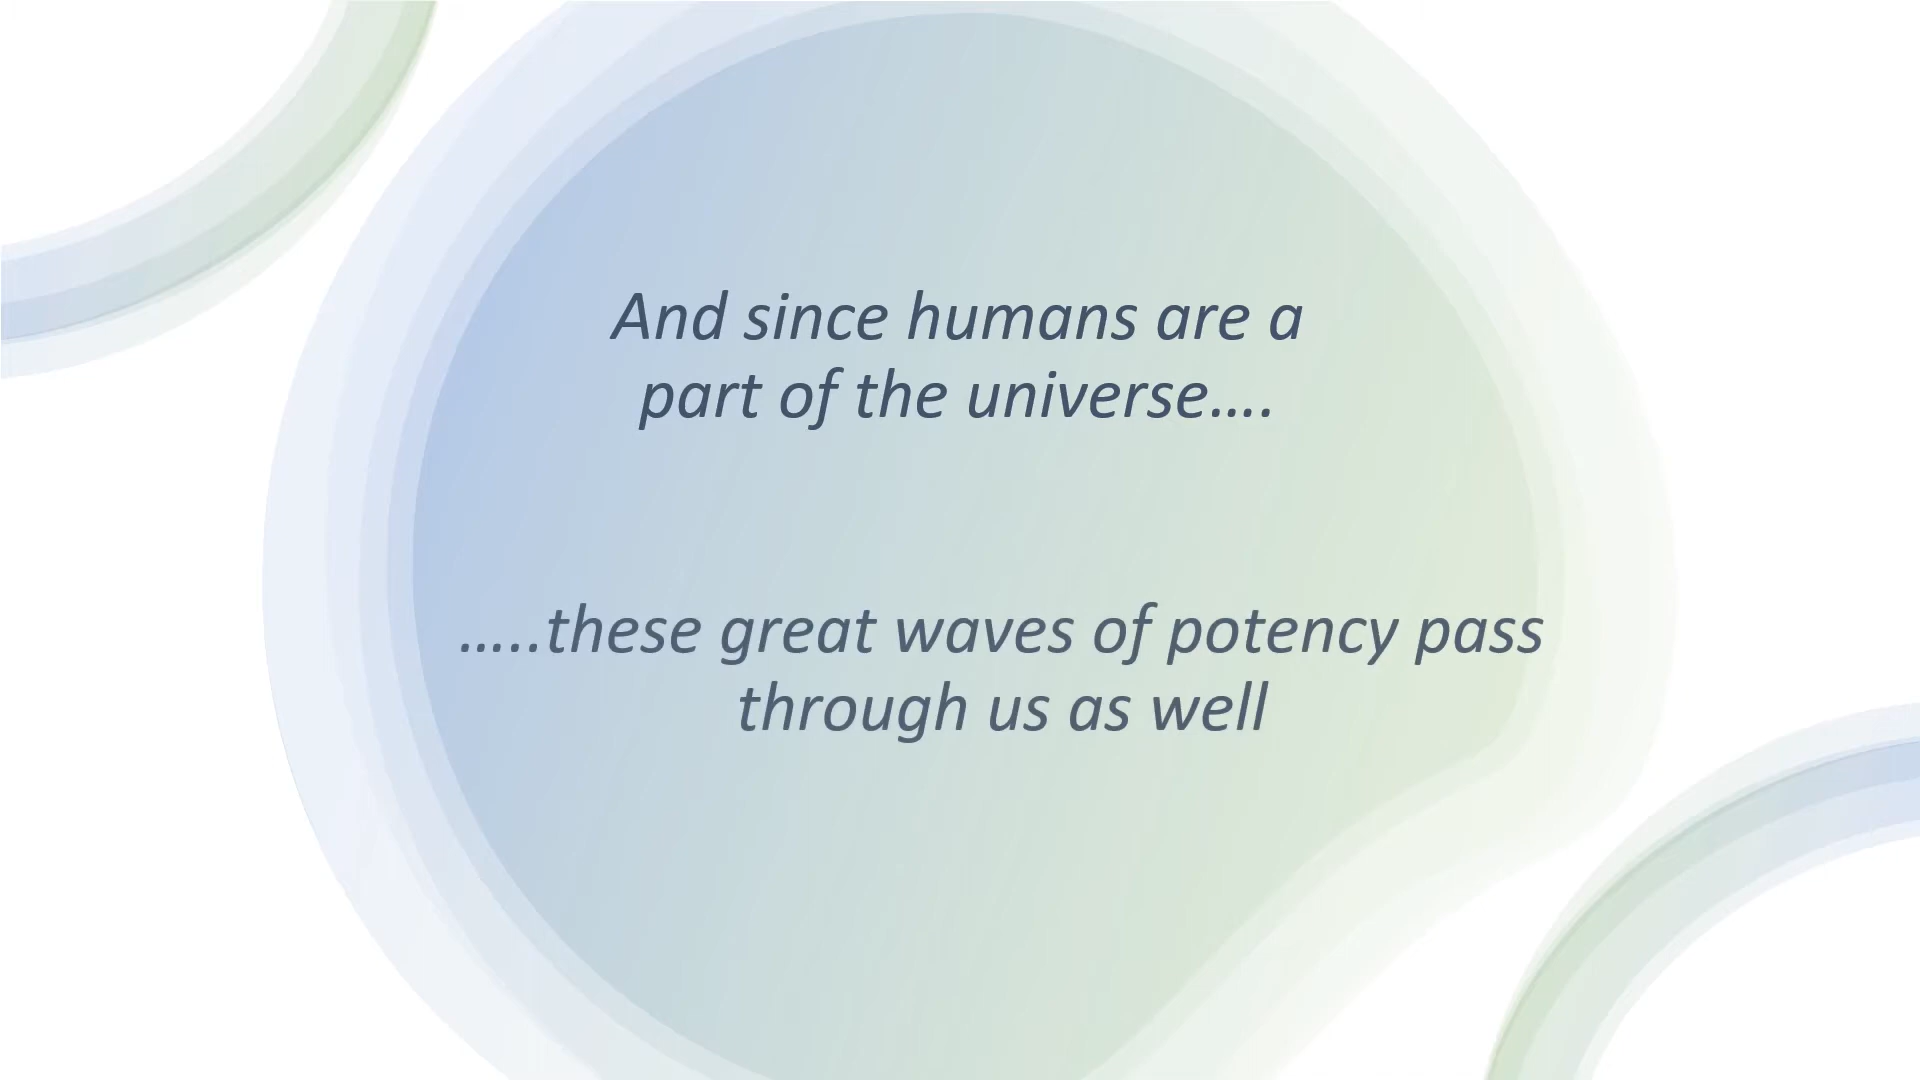 And since humans are a
part of the universe….
…..these great waves of potency pass
through us as well